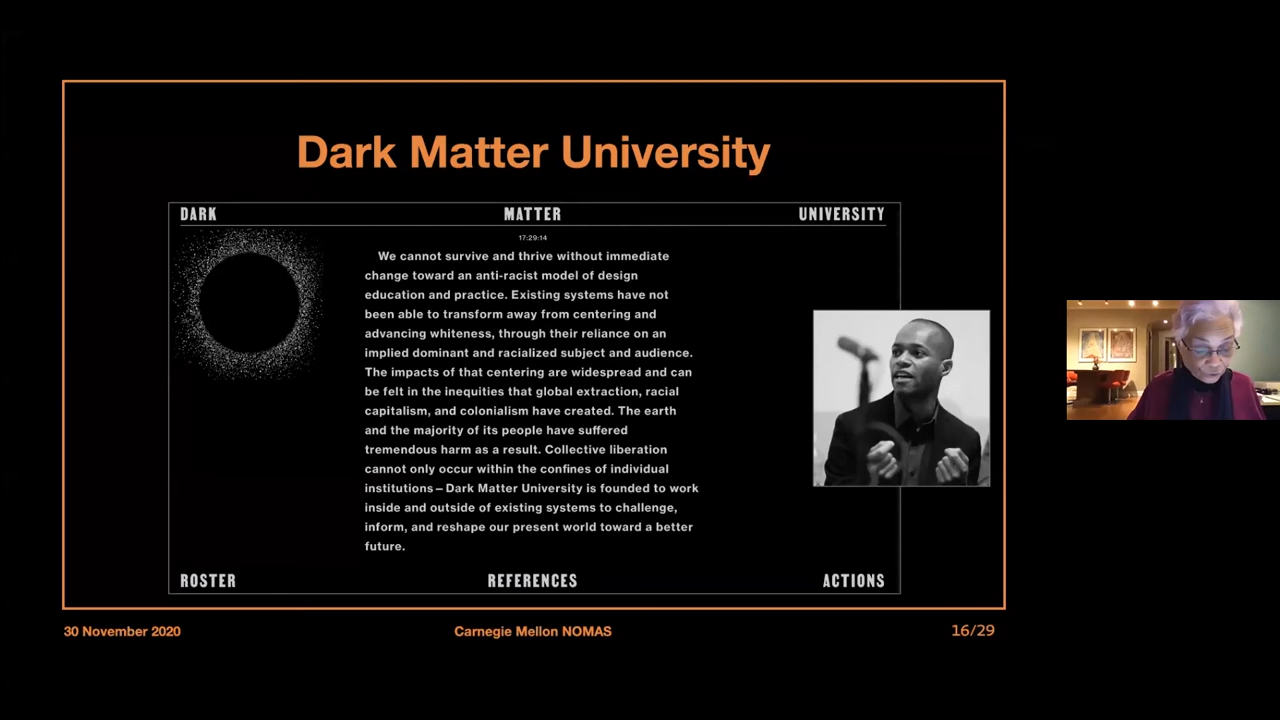 Dark Matter University
DARK MATTER UNIVERSITY
17:29:14
We cannot survive and thrive without immediate
change toward an anti-racist model of design
education and practice. Existing systems have not
been able to transform away from centering and
advancing whiteness, through their reliance on an
implied dominant and racialized subject and audience.
The impacts of that centering are widespread and can
be felt in the inequities that global extraction, racial
capitalism, and colonialism have created. The earth
and the majority of its people have suffered
tremendous harm as a result. Collective liberation
cannot only occur within the confines of individual
institutions – Dark Matter University is founded to work
inside and outside of existing systems to challenge,
inform, and reshape our present world toward a better
future.
ROSTER REFERENCES ACTIONS
30 November 2020 Carnegie Mellon NOMAS 16/29